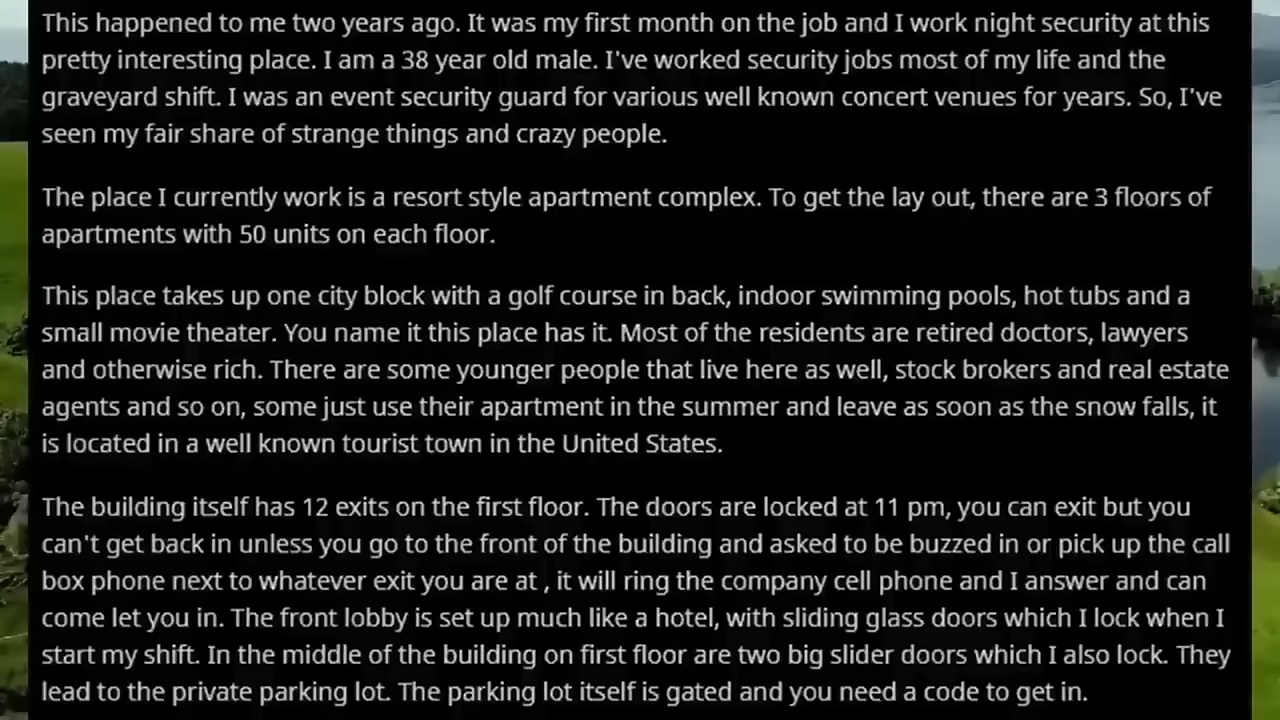 This happened to me two years ago. It was my first month on the job and I work night security at this
pretty interesting place. I am a 38 year old male. I've worked security jobs most of my life and the
graveyard shift. I was an event security guard for various well known concert venues for years. So, I've
seen my fair share of strange things and crazy people.
The place I currently work is a resort style apartment complex. To get the lay out, there are 3 floors of
apartments with 50 units on each floor.
This place takes up one city block with a golf course in back, indoor swimming pools, hot tubs and a
small movie theater. You name it this place has it. Most of the residents are retired doctors, lawyers
and otherwise rich. There are some younger people that live here as well, stock brokers and real estate
agents and so on, some just use their apartment in the summer and leave as soon as the snow falls, it
is located in a well known tourist town in the United States.
The building itself has 12 exits on the first floor. The doors are locked at 11 pm, you can exit but you
can't get back in unless you go to the front of the building and asked to be buzzed in or pick up the call
box phone next to whatever exit you are at , it will ring the company cell phone and I answer and can
come let you in. The front lobby is set up much like a hotel, with sliding glass doors which I lock when I
start my shift. In the middle of the building on first floor are two big slider doors which I also lock. They
lead to the private parking lot. The parking lot itself is gated and you need a code to get in.